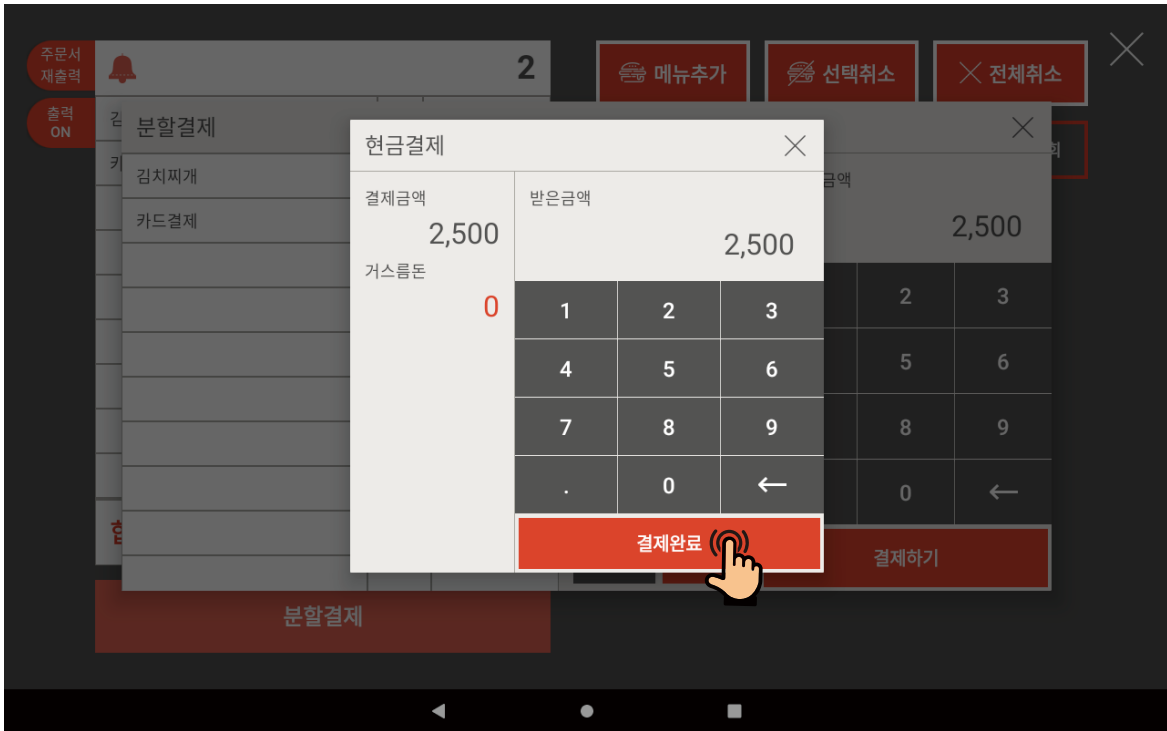 주문서
재출력
2
메뉴추가
선택취소
전체취소
출력
ON
분할결제
김치찌개
카드결제
현금결제
결제금액
2,500
거스름돈
0
받은금액
2,500
1 2 3
4 5 6
7 8 9
. 0 ←
결제완료
금액
2,500
2 3
5 6
8 9
0 ←
결제하기
분할결제